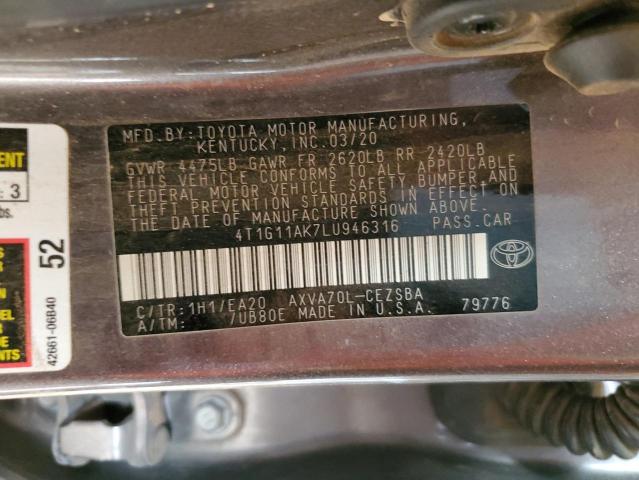 MFD.BY:TOYOTA MOTOR MANUFACTURING,
KENTUCKY,INC.03/20
GVWR 4475LB GAWR FR 2620LB RR 2420LB
THIS VEHICLE CONFORMS TO ALL APPLICABLE
FEDERAL MOTOR VEHICLE SAFETY,BUMPER,AND
THEFT PREVENTION STANDARDS IN EFFECT ON
THE DATE OF MANUFACTURE SHOWN ABOVE.
4T1G11AK7LU946316 PASS.CAR
C/TR:1H1/EA20 AXVA70L-CEZSBA
A/TM: 7UB80E MADE IN U.S.A. 79776
: 3
52
42661-06B40